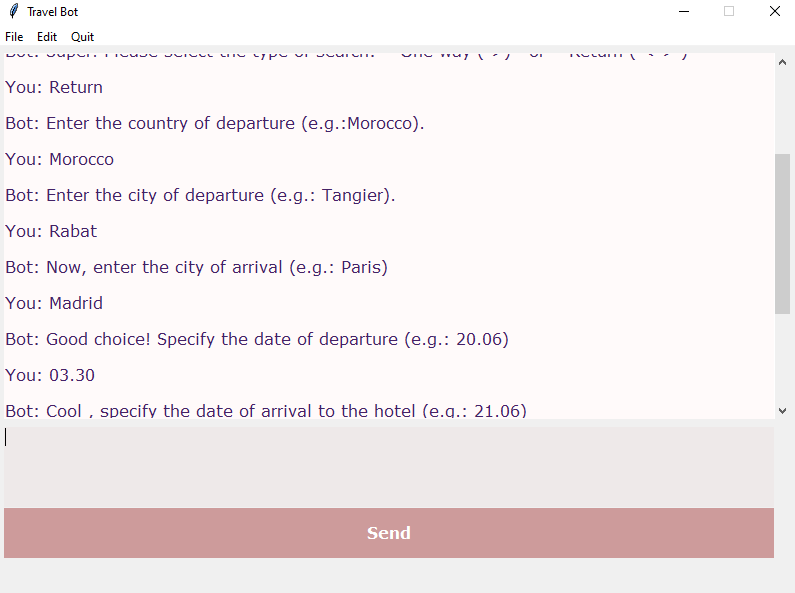 Travel Bot
File Edit Quit
Bot: Super! Please select the type of search: " One way (->) " or " Return ( < > )"
You: Return
Bot: Enter the country of departure (e.g.:Morocco).
You: Morocco
Bot: Enter the city of departure (e.g.: Tangier).
You: Rabat
Bot: Now, enter the city of arrival (e.g.: Paris)
You: Madrid
Bot: Good choice! Specify the date of departure (e.g.: 20.06)
You: 03.30
Bot: Cool , specify the date of arrival to the hotel (e.g.: 21.06)
Send